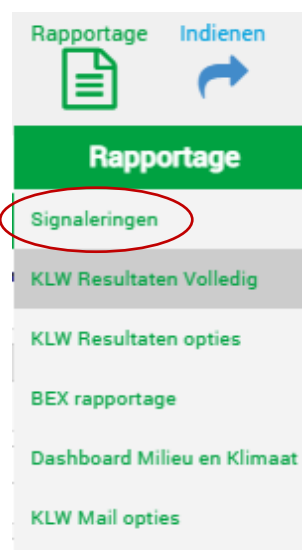 Rapportage Indienen
Rapportage
Signaleringen
KLW Resultaten Volledig
KLW Resultaten opties
BEX rapportage
Dashboard Milieu en Klimaat
KLW Mail opties